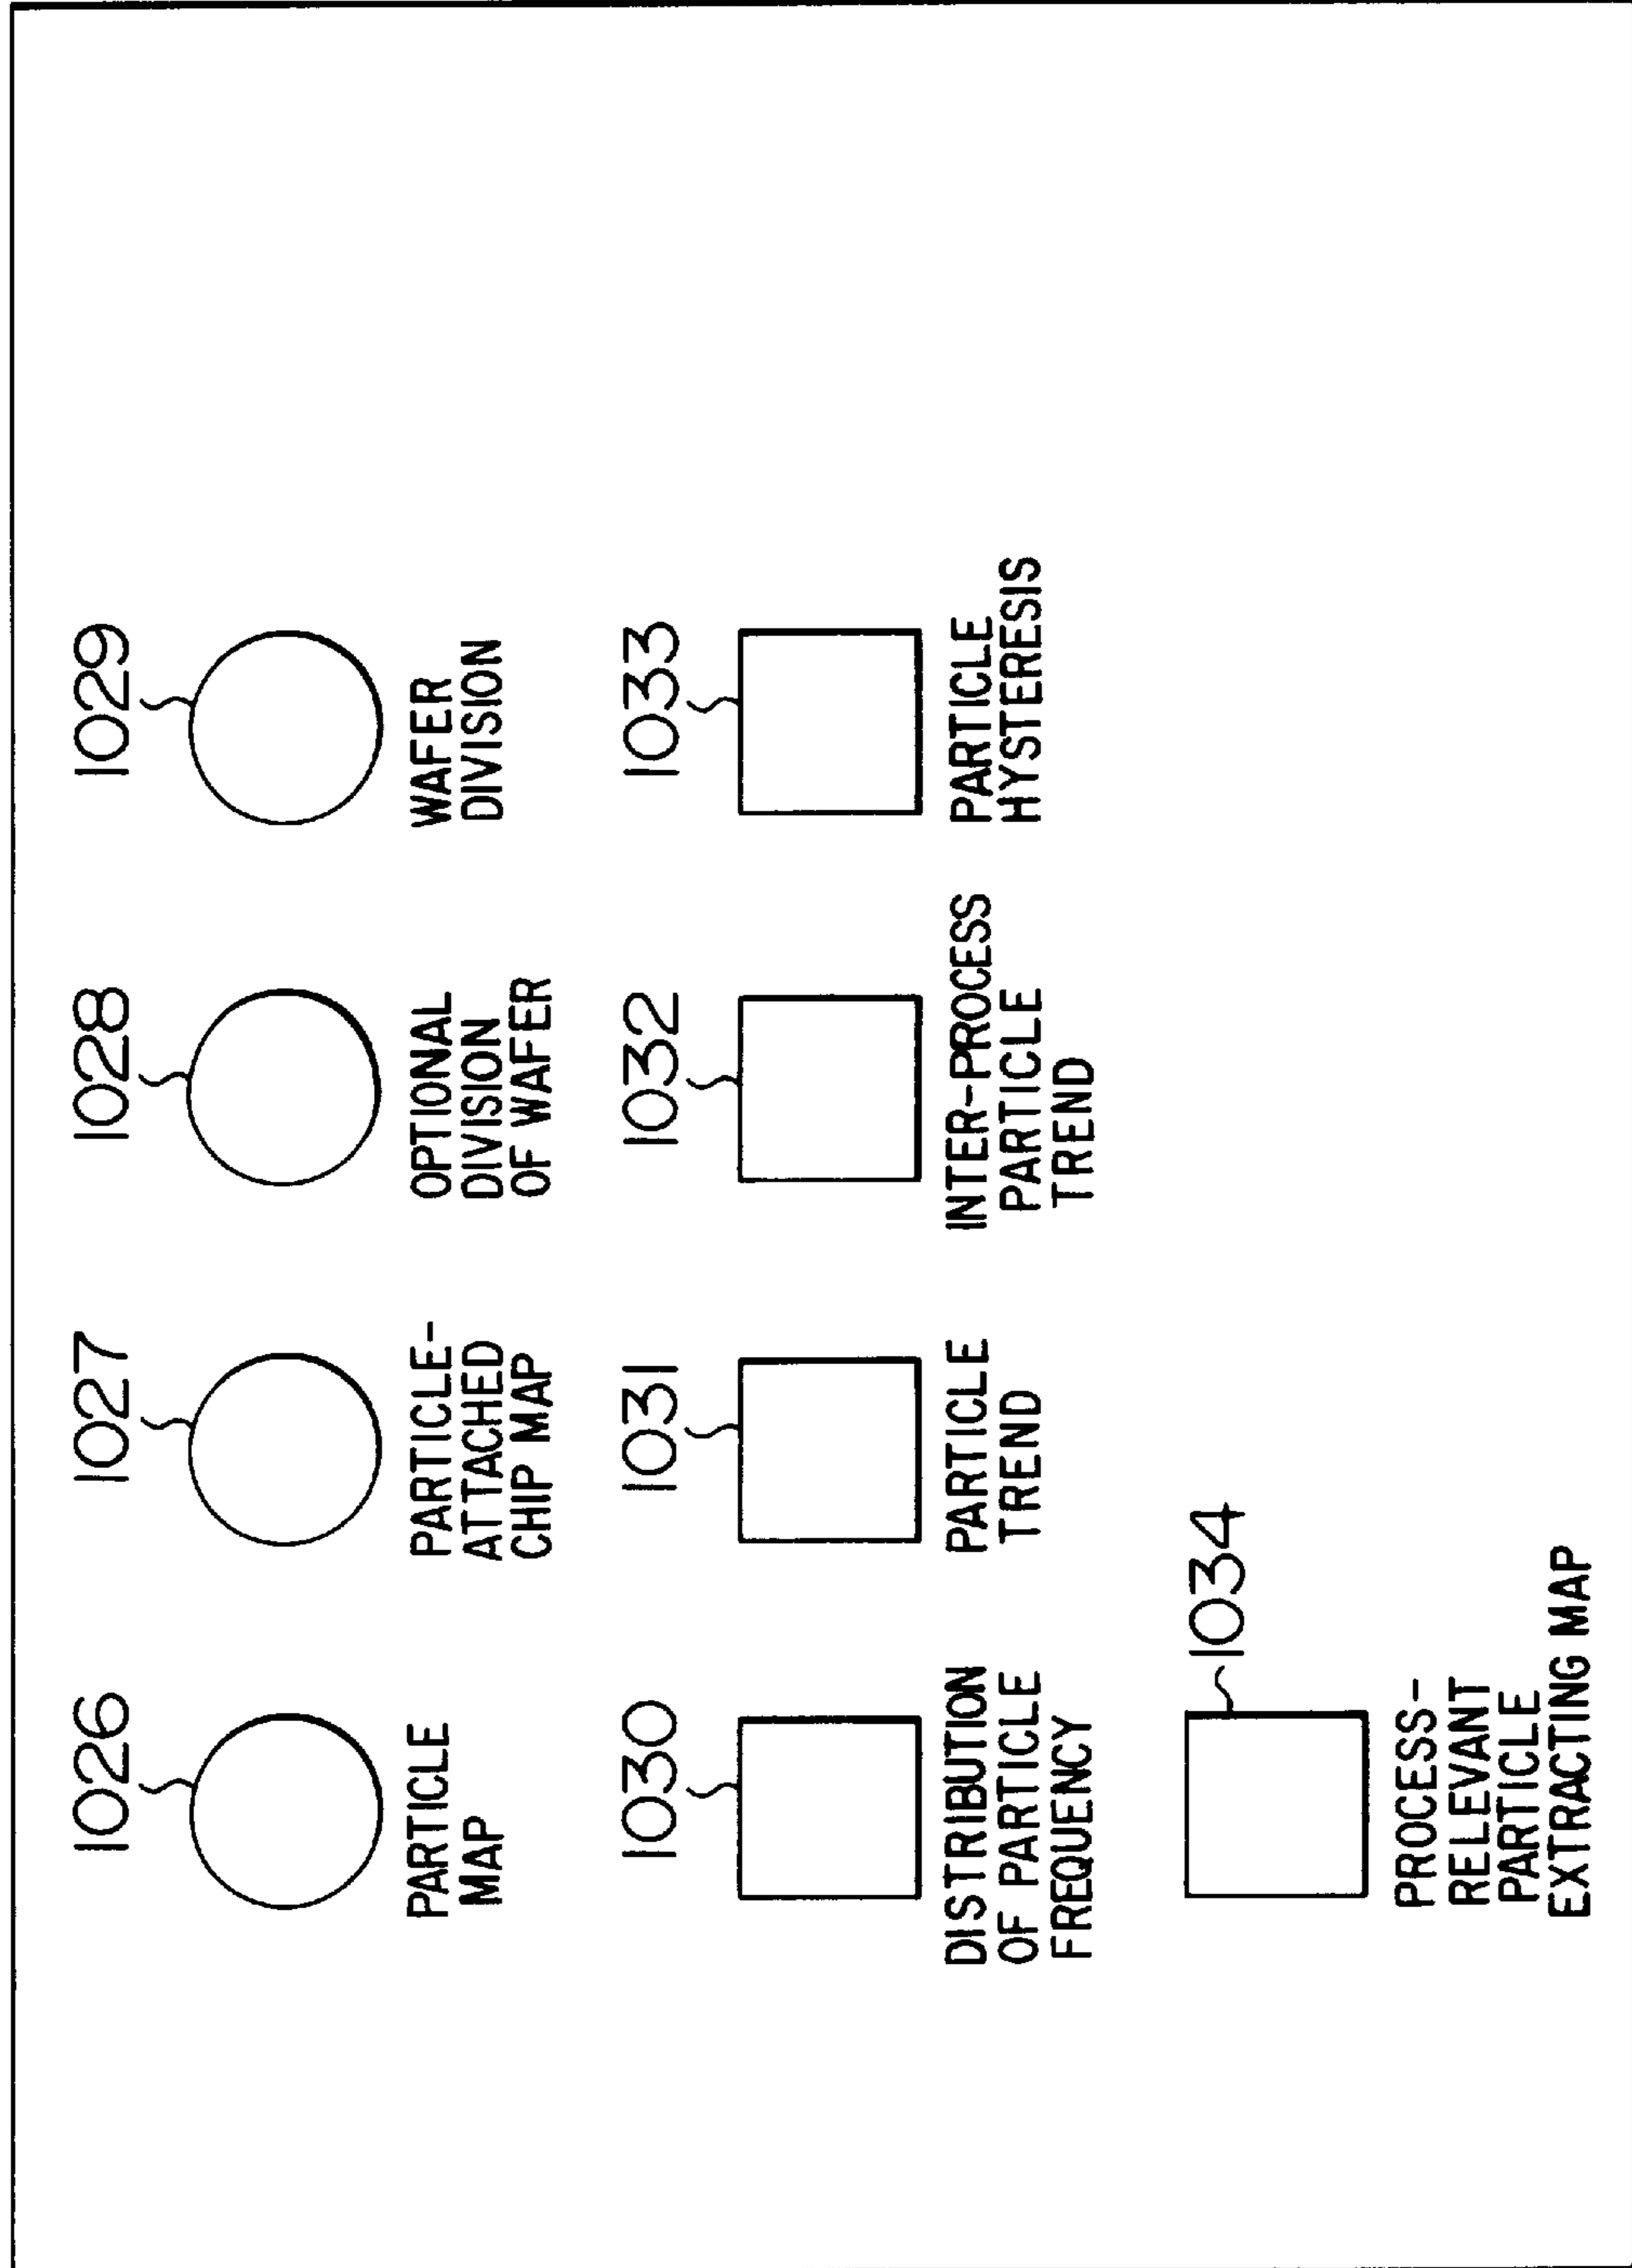 1026
1027
1028
1029
PARTICLE
MAP
PARTICLE-
ATTACHED
CHIP MAP
OPTIONAL
DIVISION
OF WAFER
WAFER
DIVISION
1030
1031
1032
1033
DISTRIBUTION
OF PARTICLE
FREQUENCY
PARTICLE
TREND
INTER-PROCESS
PARTICLE
TREND
PARTICLE
HYSTERESIS
1034
PROCESS-
RELEVANT
PARTICLE
EXTRACTING MAP